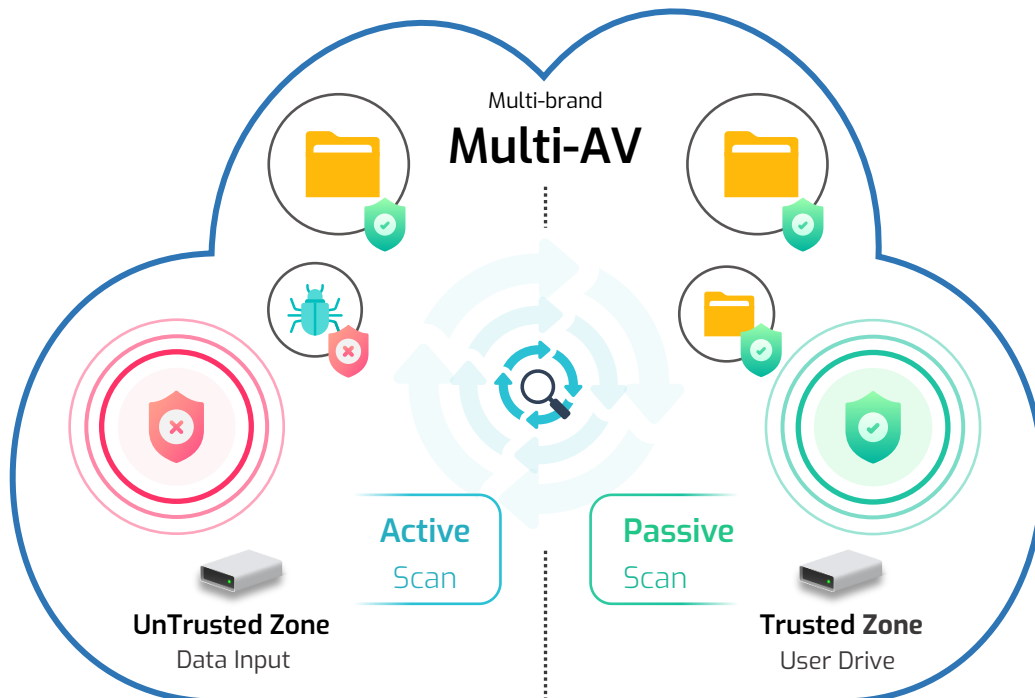 Multi-brand
Multi-AV
Active
Scan
Passive
Scan
UnTrusted Zone
Data Input
Trusted Zone
User Drive